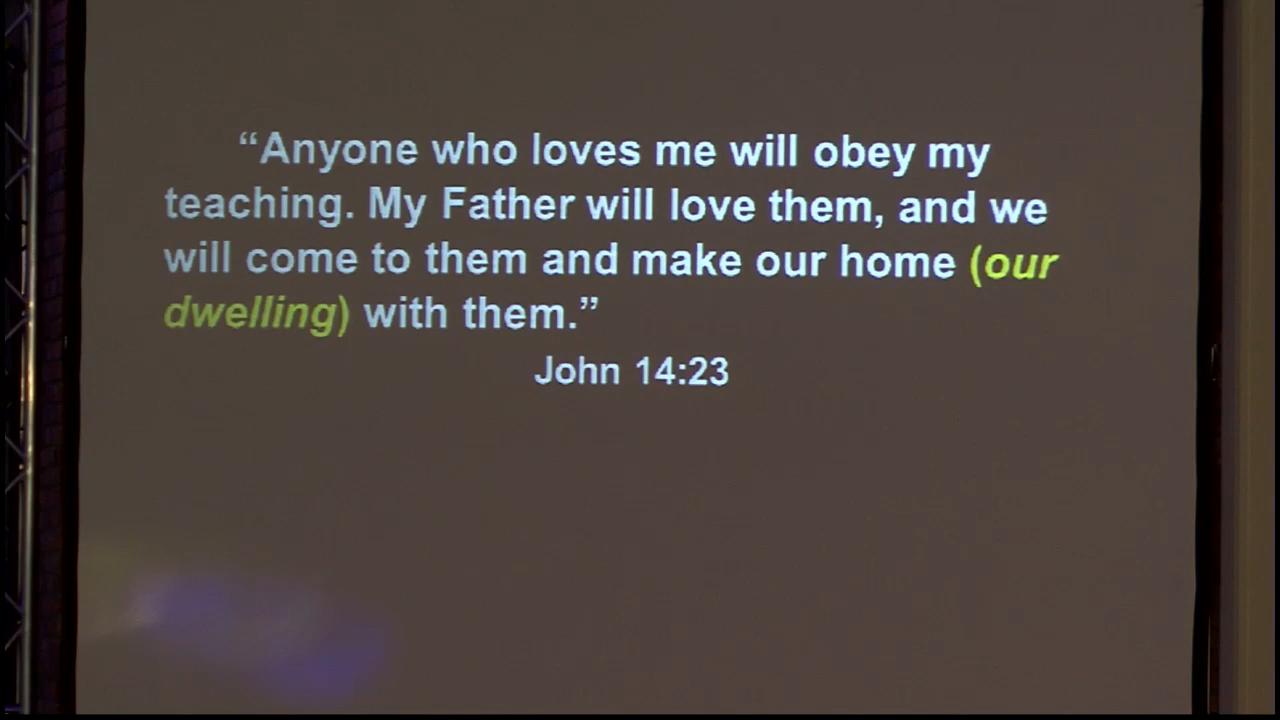 “Anyone who loves me will obey my
teaching. My Father will love them, and we
will come to them and make our home (our
dwelling) with them.”
John 14:23